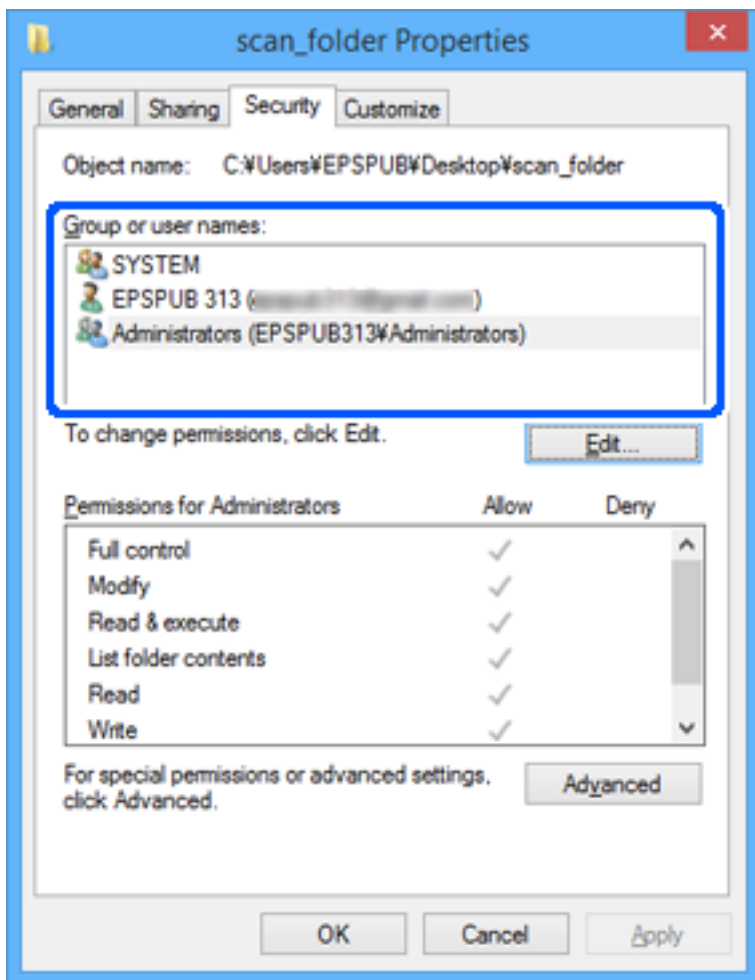 scan_folder Properties
General Sharing Security Customize
Object name: C:¥Users¥EPSPUB¥Desktop¥scan_folder
Group or user names:
SYSTEM
EPSPUB 313 ( )
Administrators (EPSPUB313¥Administrators)
To change permissions, click Edit.
Edit...
Permissions for Administrators Allow Deny
Full control
Modify
Read & execute
List folder contents
Read
Write
For special permissions or advanced settings,
click Advanced.
Advanced
OK Cancel Apply